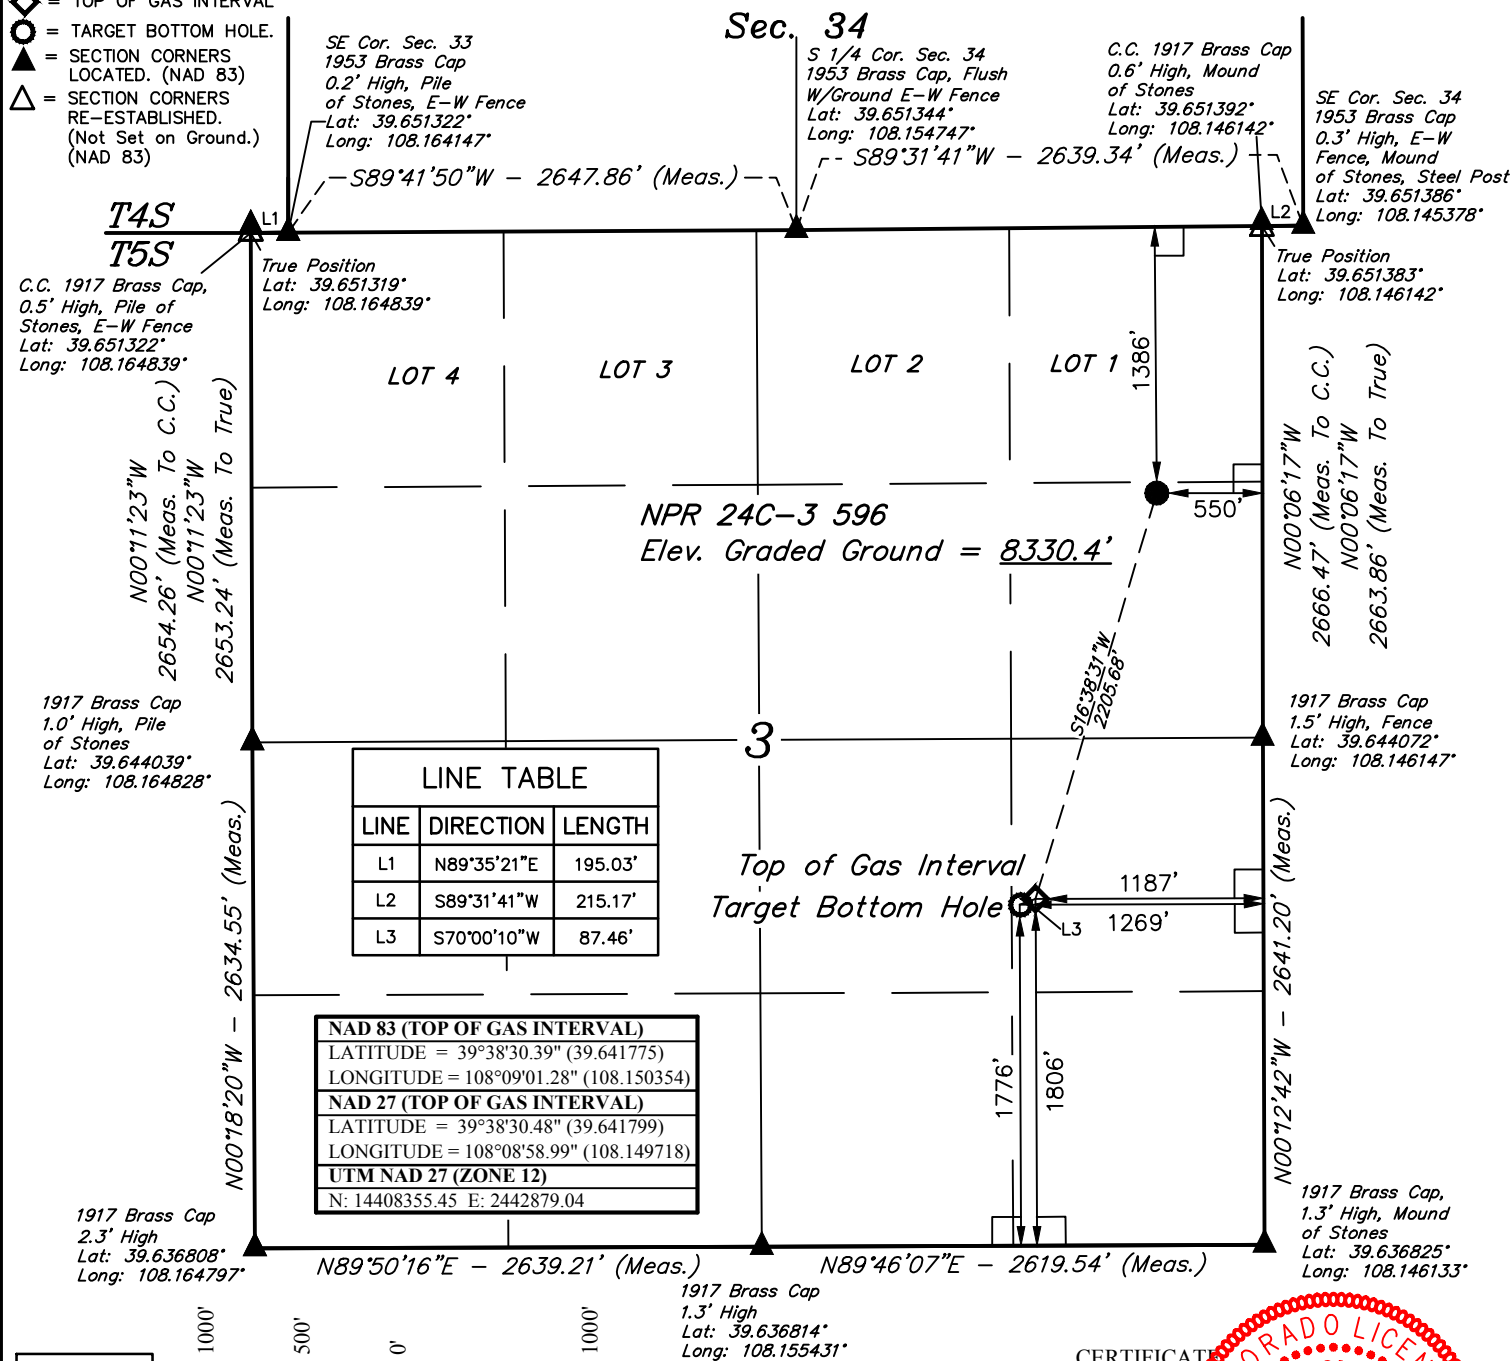 = TOP OF GAS INTERVAL
= TARGET BOTTOM HOLE.
= SECTION CORNERS
LOCATED. (NAD 83)
= SECTION CORNERS
RE-ESTABLISHED.
(Not Set on Ground.)
(NAD 83)
Sec. 34
SE Cor. Sec. 33
1953 Brass Cap
0.2' High, Pile
of Stones, E-W Fence
Lat: 39.651322°
Long: 108.164147°
S 1/4 Cor. Sec. 34
1953 Brass Cap, Flush
W/Ground E-W Fence
Lat: 39.651344°
Long: 108.154747°
C.C. 1917 Brass Cap
0.6' High, Mound
of Stones
Lat: 39.651392°
Long: 108.146142°
SE Cor. Sec. 34
1953 Brass Cap
0.3' High, E-W
Fence, Mound
of Stones, Steel Post
Lat: 39.651386°
Long: 108.145378°
S89°41'50"W - 2647.86' (Meas.)
S89°31'41"W - 2639.34' (Meas.)
T4S
T5S
L1
L2
True Position
Lat: 39.651319°
Long: 108.164839°
True Position
Lat: 39.651383°
Long: 108.146142°
C.C. 1917 Brass Cap,
0.5' High, Pile of
Stones, E-W Fence
Lat: 39.651322°
Long: 108.164839°
LOT 4
LOT 3
LOT 2
LOT 1
1386'
550'
N00°11'23"W
2654.26' (Meas. To C.C.)
N00°11'23"W
2653.24' (Meas. To True)
N00°06'17"W
2666.47' (Meas. To C.C.)
N00°06'17"W
2663.86' (Meas. To True)
NPR 24C-3 596
Elev. Graded Ground = 8330.4'
S16°38'31"W
2205.68'
1917 Brass Cap
1.0' High, Pile
of Stones
Lat: 39.644039°
Long: 108.164828°
3
1917 Brass Cap
1.5' High, Fence
Lat: 39.644072°
Long: 108.146147°
LINE TABLE
LINE DIRECTION LENGTH
L1 N89°35'21"E 195.03'
L2 S89°31'41"W 215.17'
L3 S70°00'10"W 87.46'
Top of Gas Interval
Target Bottom Hole
1187'
1269'
L3
1776'
1806'
N00°18'20"W - 2634.55' (Meas.)
N00°12'42"W - 2641.20' (Meas.)
NAD 83 (TOP OF GAS INTERVAL)
LATITUDE = 39°38'30.39" (39.641775)
LONGITUDE = 108°09'01.28" (108.150354)
NAD 27 (TOP OF GAS INTERVAL)
LATITUDE = 39°38'30.48" (39.641799)
LONGITUDE = 108°08'58.99" (108.149718)
UTM NAD 27 (ZONE 12)
N: 14408355.45 E: 2442879.04
1917 Brass Cap
2.3' High
Lat: 39.636808°
Long: 108.164797°
1917 Brass Cap,
1.3' High, Mound
of Stones
Lat: 39.636825°
Long: 108.146133°
N89°50'16"E - 2639.21' (Meas.)
N89°46'07"E - 2619.54' (Meas.)
1917 Brass Cap
1.3' High
Lat: 39.636814°
Long: 108.155431°
1000'
500'
0'
1000'
CERTIFICATE
ORADO LICEN